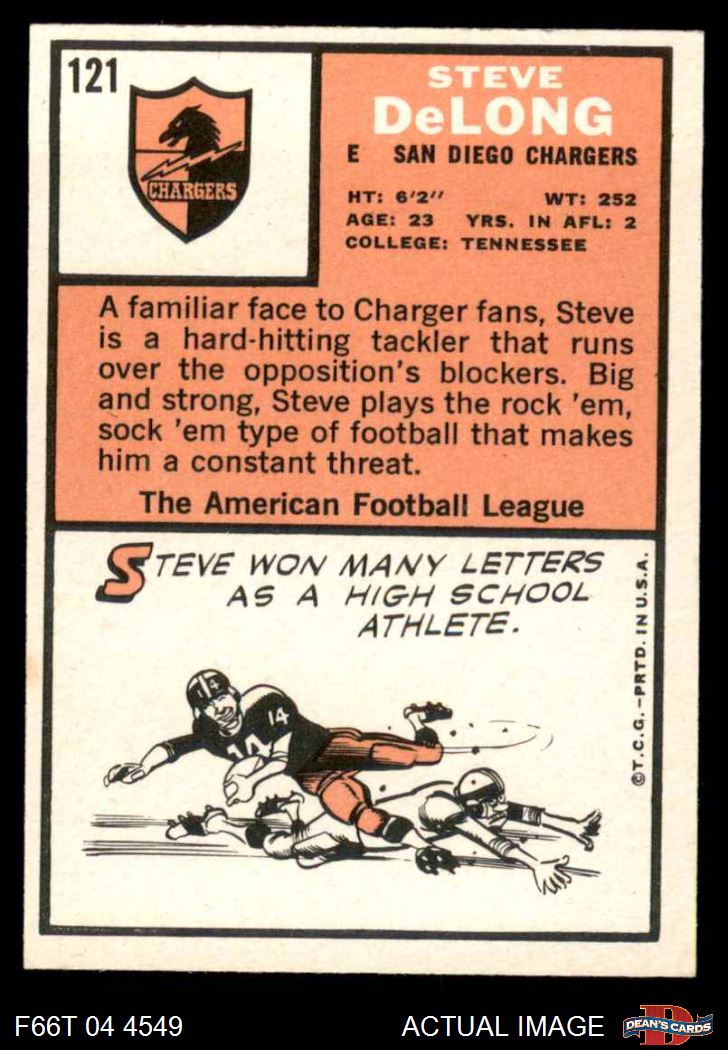 121
CHARGERS
STEVE
DeLONG
E SAN DIEGO CHARGERS
HT: 6'2" WT: 252
AGE: 23 YRS. IN AFL: 2
COLLEGE: TENNESSEE
A familiar face to Charger fans, Steve
is a hard-hitting tackler that runs
over the opposition's blockers. Big
and strong, Steve plays the rock 'em,
sock 'em type of football that makes
him a constant threat.
The American Football League
STEVE WON MANY LETTERS
AS A HIGH SCHOOL
ATHLETE.
14
14
14
©T.C.G.–PRTD. IN U.S.A.
F66T 04 4549
ACTUAL IMAGE
D
DEAN'S CARDS